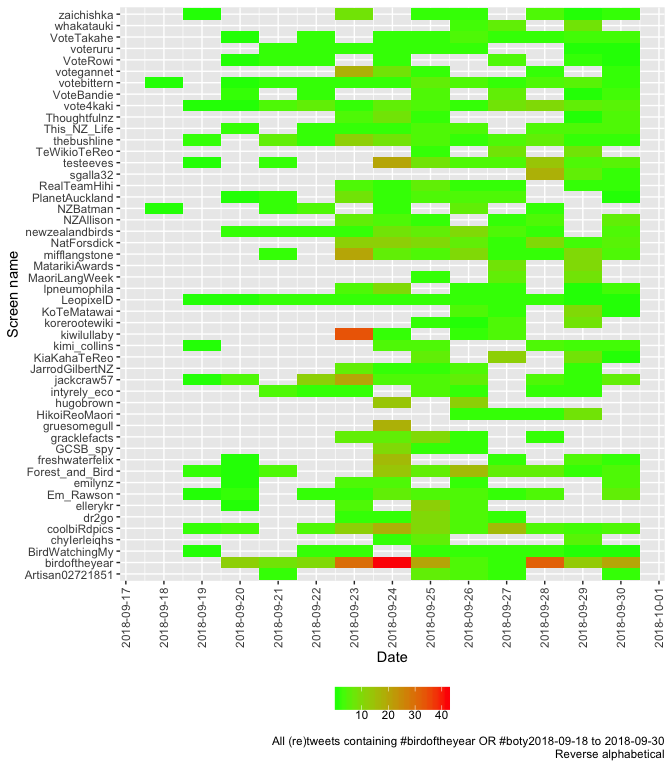 zaichishka
whakatauki
VoteTakahe
voteruru
VoteRowi
votegannet
votebittern
VoteBandie
vote4kaki
Thoughtfulnz
This_NZ_Life
thebushline
TeWikioTeReo
testeeves
sgalla32
RealTeamHihi
PlanetAuckland
NZBatman
NZAllison
newzealandbirds
NatForsdick
mifflangstone
MatarikiAwards
MaoriLangWeek
lpneumophila
LeopixelD
KoTeMatawai
korerootewiki
kiwilullaby
kimi_collins
KiaKahaTeReo
JarrodGilbertNZ
jackcraw57
intyrely_eco
hugobrown
HikoiReoMaori
gruesomegull
gracklefacts
GCSB_spy
freshwaterfelix
Forest_and_Bird
emilynz
Em_Rawson
ellerykr
dr2go
coolbiRdpics
chylerleiqhs
BirdWatchingMy
birdoftheyear
Artisan02721851
Screen name
2018-09-17
2018-09-18
2018-09-19
2018-09-20
2018-09-21
2018-09-22
2018-09-23
2018-09-24
2018-09-25
2018-09-26
2018-09-27
2018-09-28
2018-09-29
2018-09-30
2018-10-01
Date
10 20 30 40
All (re)tweets containing #birdoftheyear OR #boty2018-09-18 to 2018-09-30
Reverse alphabetical